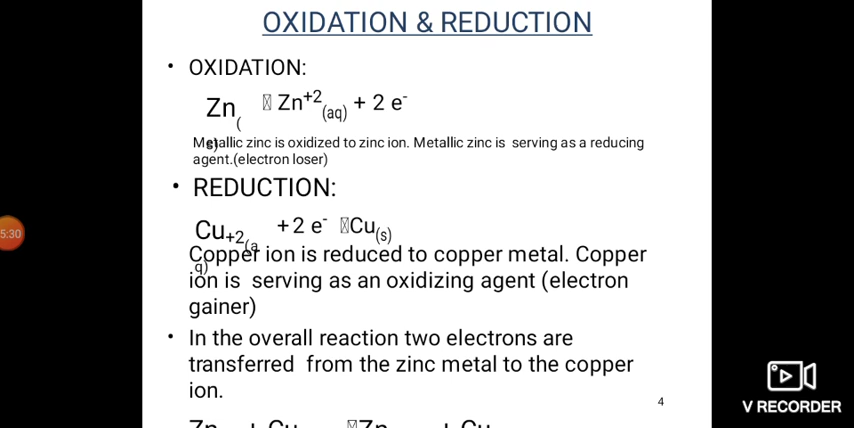 OXIDATION & REDUCTION
• OXIDATION:
Zn(s) Zn+2(aq) + 2 e-
Metallic zinc is oxidized to zinc ion. Metallic zinc is serving as a reducing
agent.(electron loser)
• REDUCTION:
Cu+2(aq) +2 e- Cu(s)
Copper ion is reduced to copper metal. Copper
ion is serving as an oxidizing agent (electron
gainer)
• In the overall reaction two electrons are
transferred from the zinc metal to the copper
ion.
4
5:30
V RECORDER